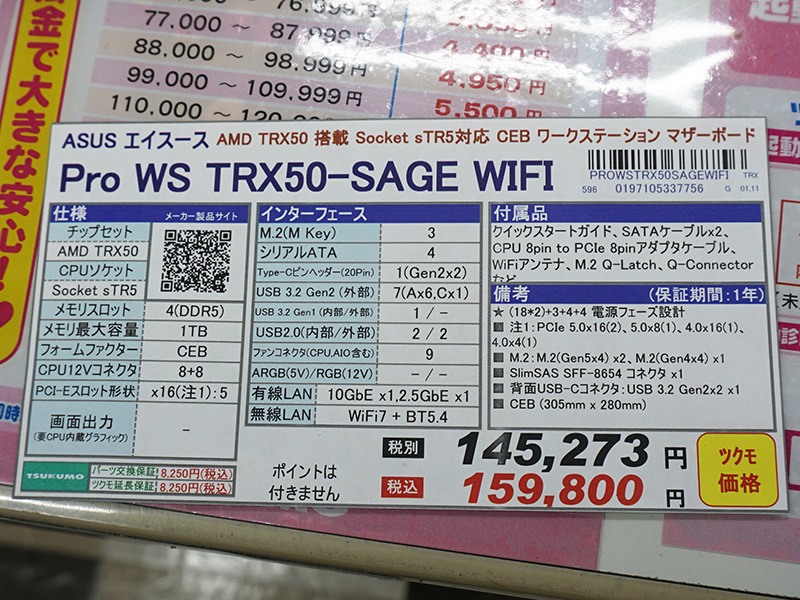 77.000 ～ 87.999円
88.000 ～ 98.999円 4.400 円
99.000 ～ 109.999円 4.950 円
110.000 ～ 5.500 円
金で大きな安心!
ASUS エイスース AMD TRX50 搭載 Socket sTR5対応 CEB ワークステーション マザーボード
Pro WS TRX50-SAGE WIFI
PROWSTRX50SAGEWIFI TRX
596 0197105337756 G 01,11
仕様 メーカー製品サイト
チップセット
AMD TRX50
CPUソケット
Socket sTR5
メモリスロット 4(DDR5)
メモリ最大容量 1TB
フォームファクター CEB
CPU12Vコネクタ 8+8
PCI-Eスロット形状 x16(注1):5
画面出力
(要CPU内蔵グラフィック) -
インターフェース
M.2(M Key) 3
シリアルATA 4
Type-Cピンヘッダー(20Pin) 1(Gen2x2)
USB 3.2 Gen2 (外部) 7(Ax6,Cx1)
USB 3.2 Gen1 (内部/外部) 1 / -
USB2.0(内部/外部) 2 / 2
ファンコネクタ(CPU,AIO含む) 9
ARGB(5V)/RGB(12V) - / -
有線LAN 10GbE x1,2.5GbE x1
無線LAN WiFi7 + BT5.4
付属品
クイックスタートガイド、SATAケーブルx2、
CPU 8pin to PCIe 8pinアダプタケーブル、
WiFiアンテナ、M.2 Q-Latch、Q-Connector
など
備考 (保証期間:1年)
★ (18*2)+3+4+4 電源フェーズ設計
■ 注1:PCIe 5.0x16(2)、5.0x8(1)、4.0x16(1)、
4.0x4(1)
■ M.2:M.2(Gen5x4) x2、M.2(Gen4x4) x1
■ SlimSAS SFF-8654 コネクタ x1
■ 背面USB-Cコネクタ:USB 3.2 Gen2x2 x1
■ CEB (305mm x 280mm)
TSUKUMO
パーツ交換保証 8,250円(税込)
ツクモ延長保証 8,250円(税込)
ポイントは
付きません
税別 145,273 円
税込 159,800 円
ツクモ
価格